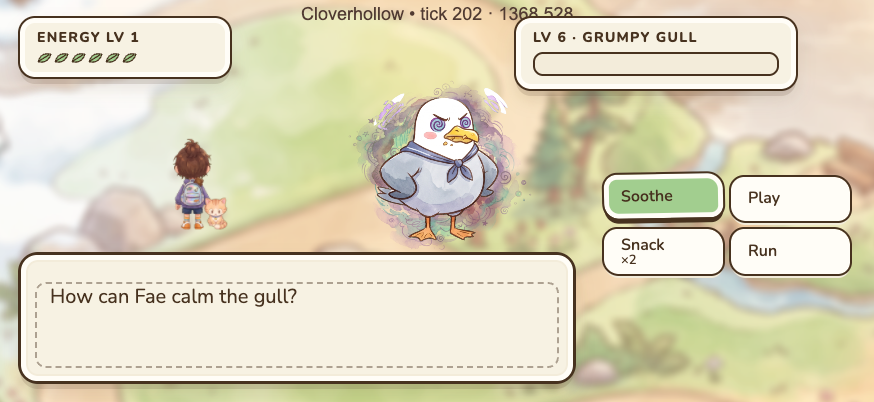 Cloverhollow • tick 202 · 1368,528
ENERGY LV 1
LV 6 · GRUMPY GULL
Soothe
Play
Snack
×2
Run
How can Fae calm the gull?